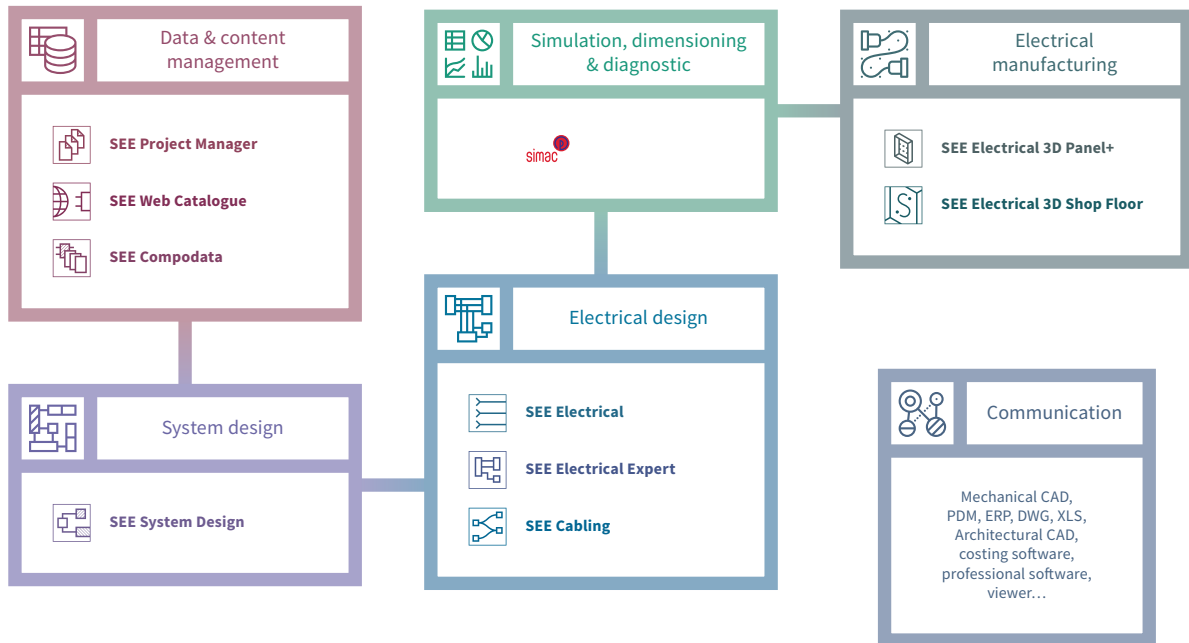 Data & content
management
SEE Project Manager
SEE Web Catalogue
SEE Compodata
System design
SEE System Design
Simulation, dimensioning
& diagnostic
simac
Electrical design
SEE Electrical
SEE Electrical Expert
SEE Cabling
Electrical
manufacturing
SEE Electrical 3D Panel+
SEE Electrical 3D Shop Floor
Communication
Mechanical CAD,
PDM, ERP, DWG, XLS,
Architectural CAD,
costing software,
professional software,
viewer…